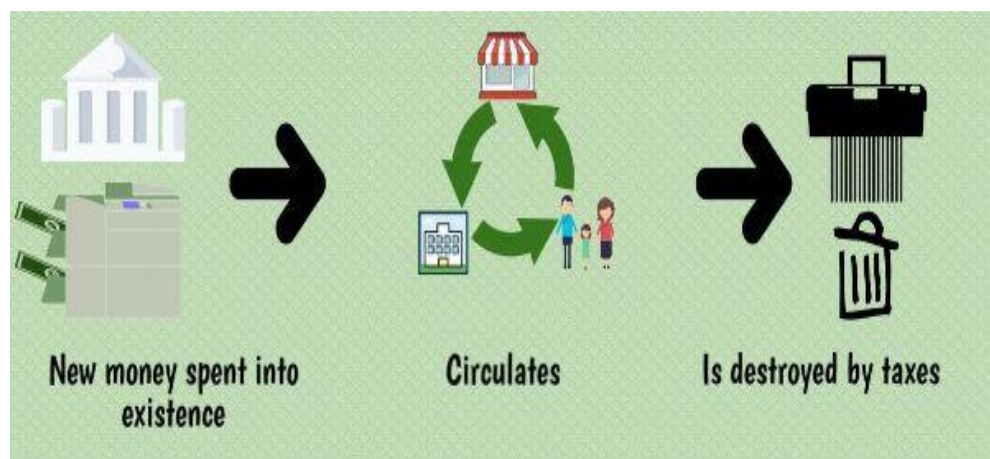 New money spent into
existence
Circulates
Is destroyed by taxes